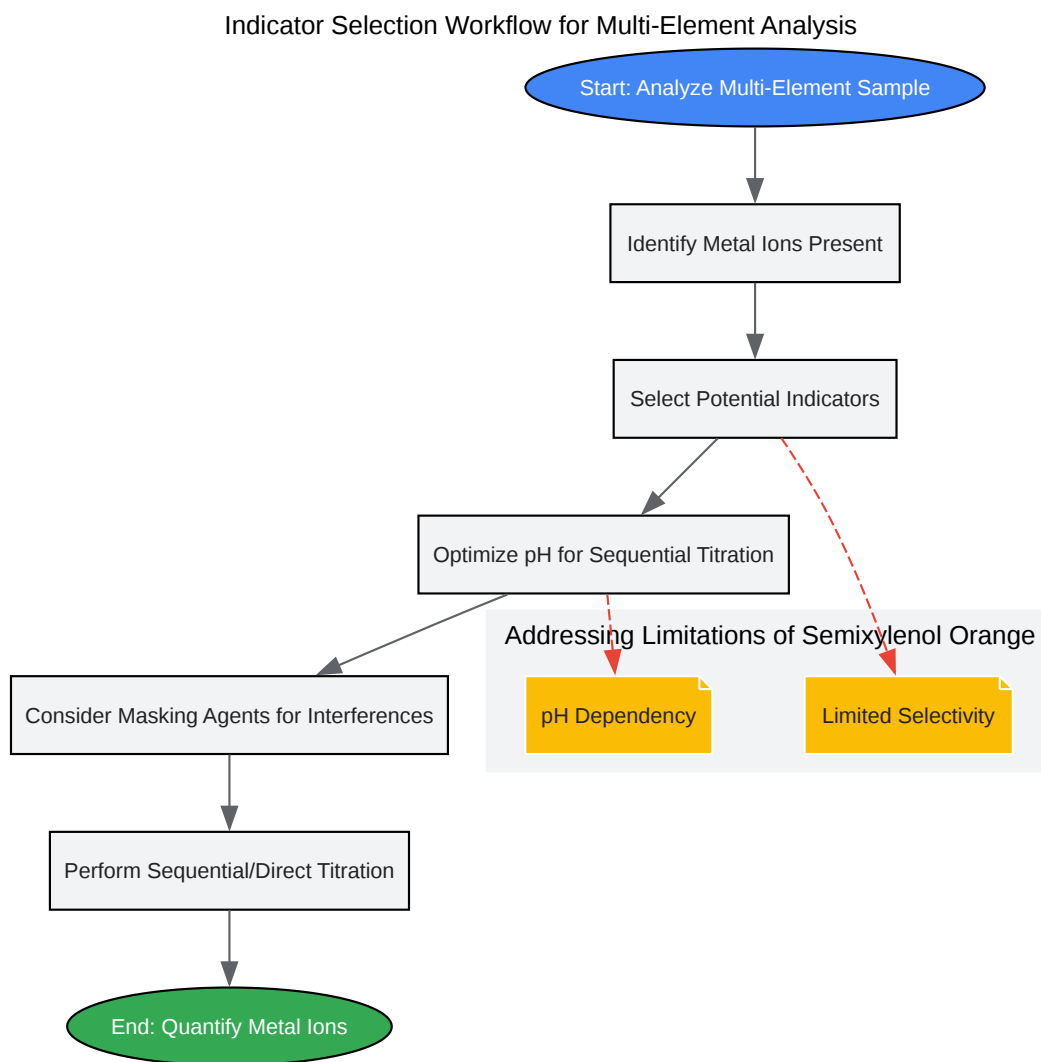 Indicator Selection Workflow for Multi-Element Analysis
Start: Analyze Multi-Element Sample
Identify Metal Ions Present
Select Potential Indicators
Optimize pH for Sequential Titration
Addressing Limitations of Semixylenol Orange
Consider Masking Agents for Interferences
pH Dependency
Limited Selectivity
Perform Sequential/Direct Titration
End: Quantify Metal Ions